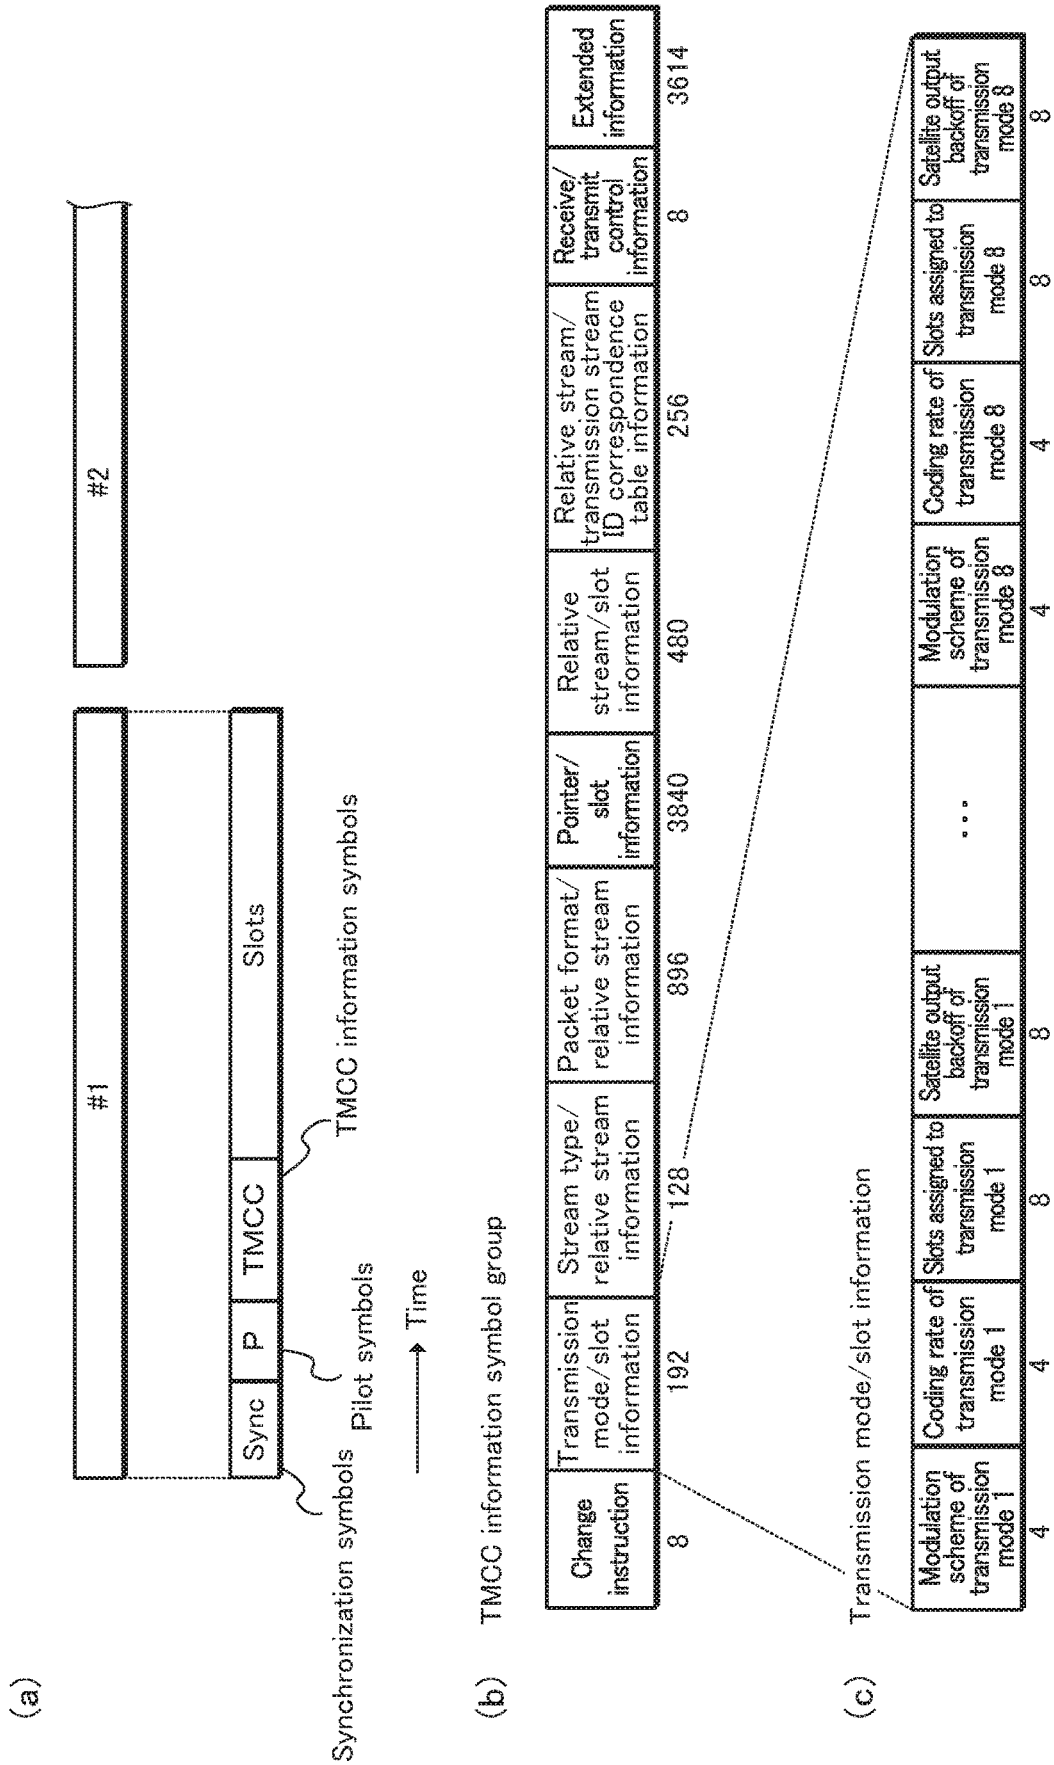 (a)
#1
#2
Sync
P
TMCC
Slots
Synchronization symbols
Pilot symbols
TMCC information symbols
Time
(b)
TMCC information symbol group
Change
instruction
Transmission
mode/slot
information
Stream type/
relative stream
information
Packet format/
relative stream
information
Pointer/
slot
information
Relative
stream/slot
information
Relative stream/
transmission stream
ID correspondence
table information
Receive/
transmit
control
information
Extended
information
8
192
128
896
3840
480
256
8
3614
(c)
Transmission mode/slot information
Modulation
scheme of
transmission
mode 1
Coding rate of
transmission
mode 1
Slots assigned to
transmission
mode 1
Satellite output
backoff of
transmission
mode 1
...
Modulation
scheme of
transmission
mode 8
Coding rate of
transmission
mode 8
Slots assigned to
transmission
mode 8
Satellite output
backoff of
transmission
mode 8
4
4
8
8
4
4
8
8